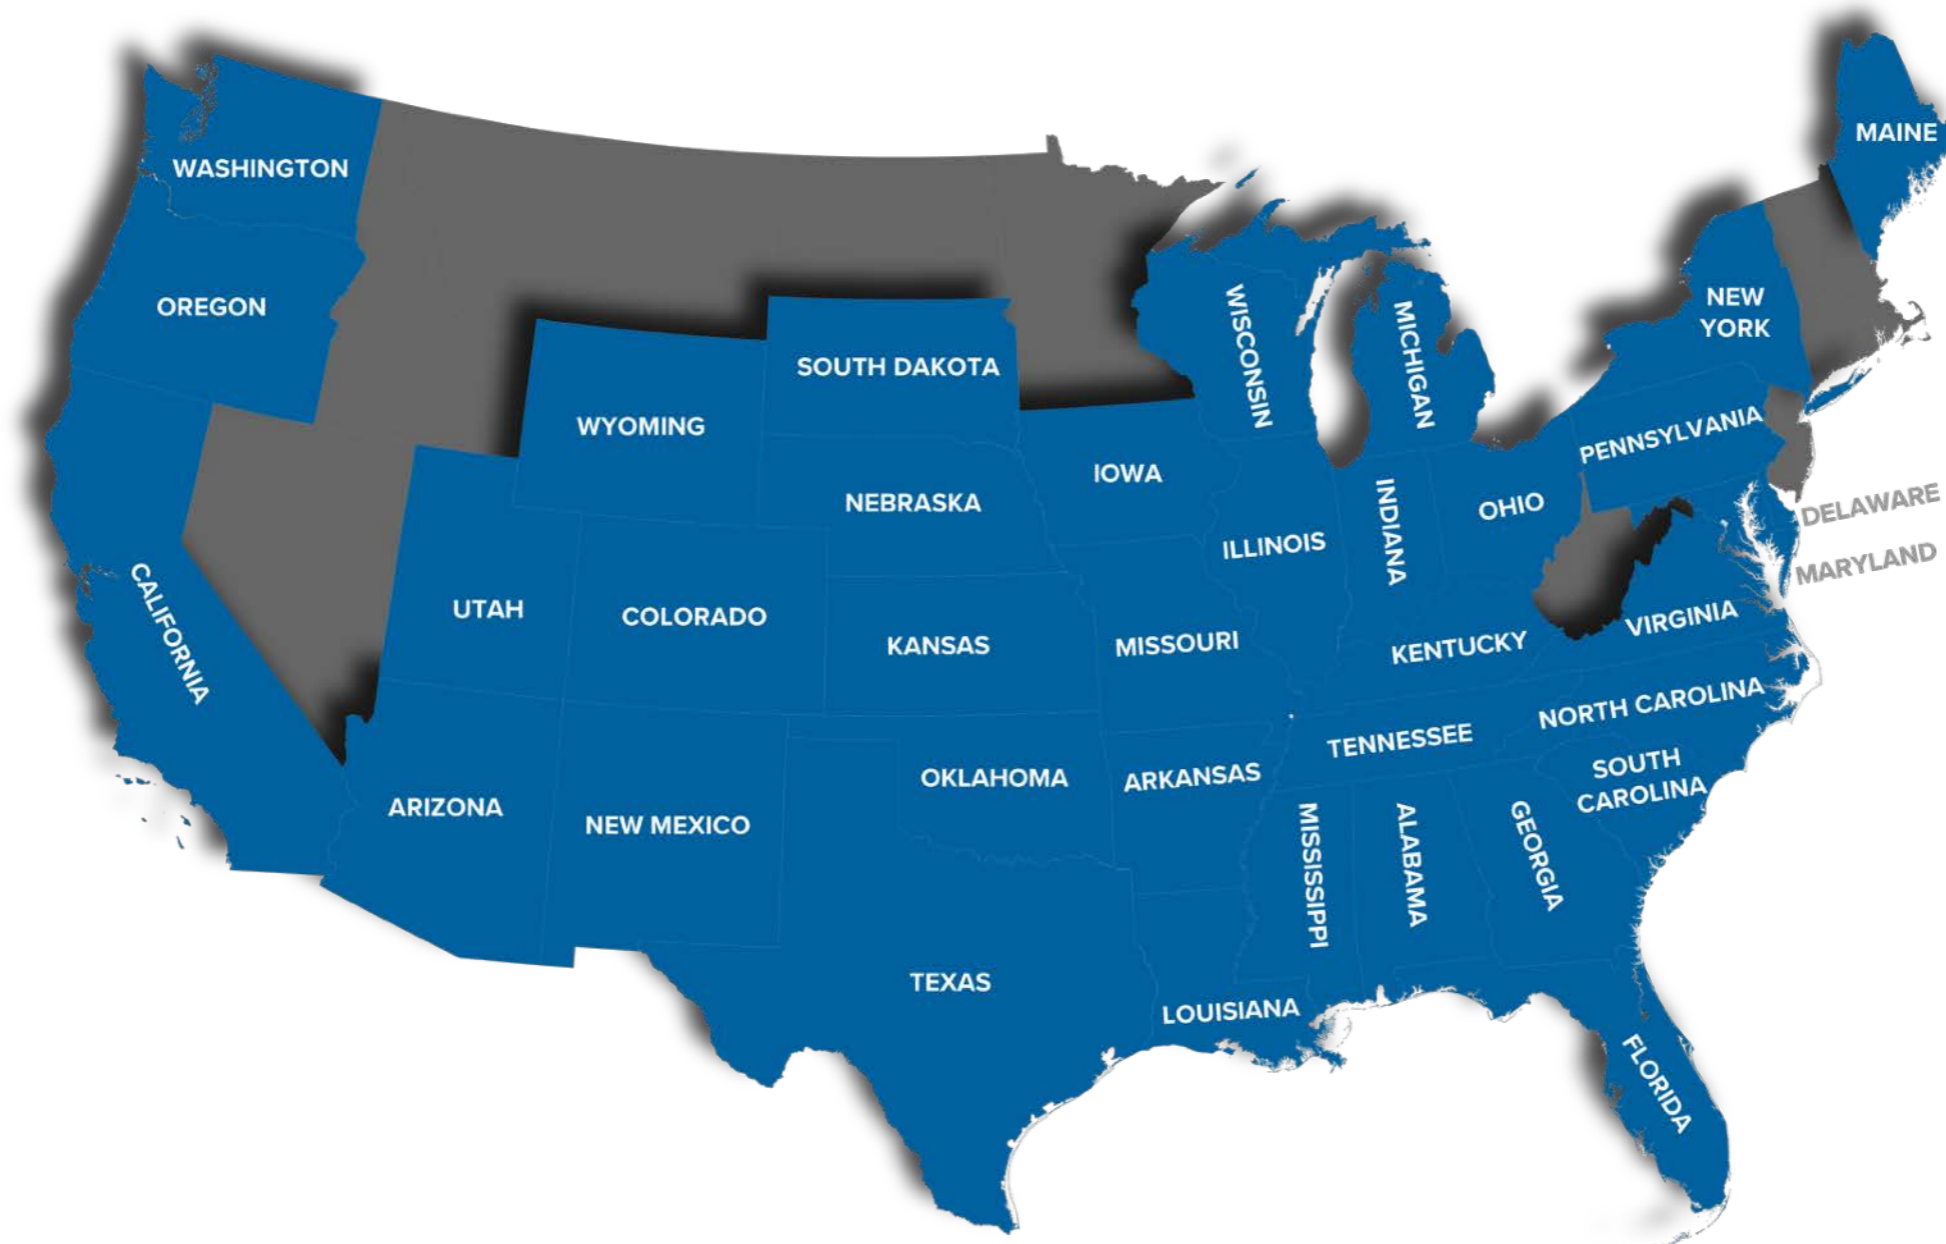 MAINE
WASHINGTON
OREGON
NEW
YORK
WISCONSIN
MICHIGAN
SOUTH DAKOTA
WYOMING
PENNSYLVANIA
IOWA
NEBRASKA
INDIANA
OHIO
DELAWARE
ILLINOIS
MARYLAND
CALIFORNIA
UTAH
COLORADO
KANSAS
MISSOURI
KENTUCKY
VIRGINIA
NORTH CAROLINA
TENNESSEE
SOUTH
CAROLINA
ARIZONA
NEW MEXICO
OKLAHOMA
ARKANSAS
MISSISSIPPI
ALABAMA
GEORGIA
TEXAS
LOUISIANA
FLORIDA